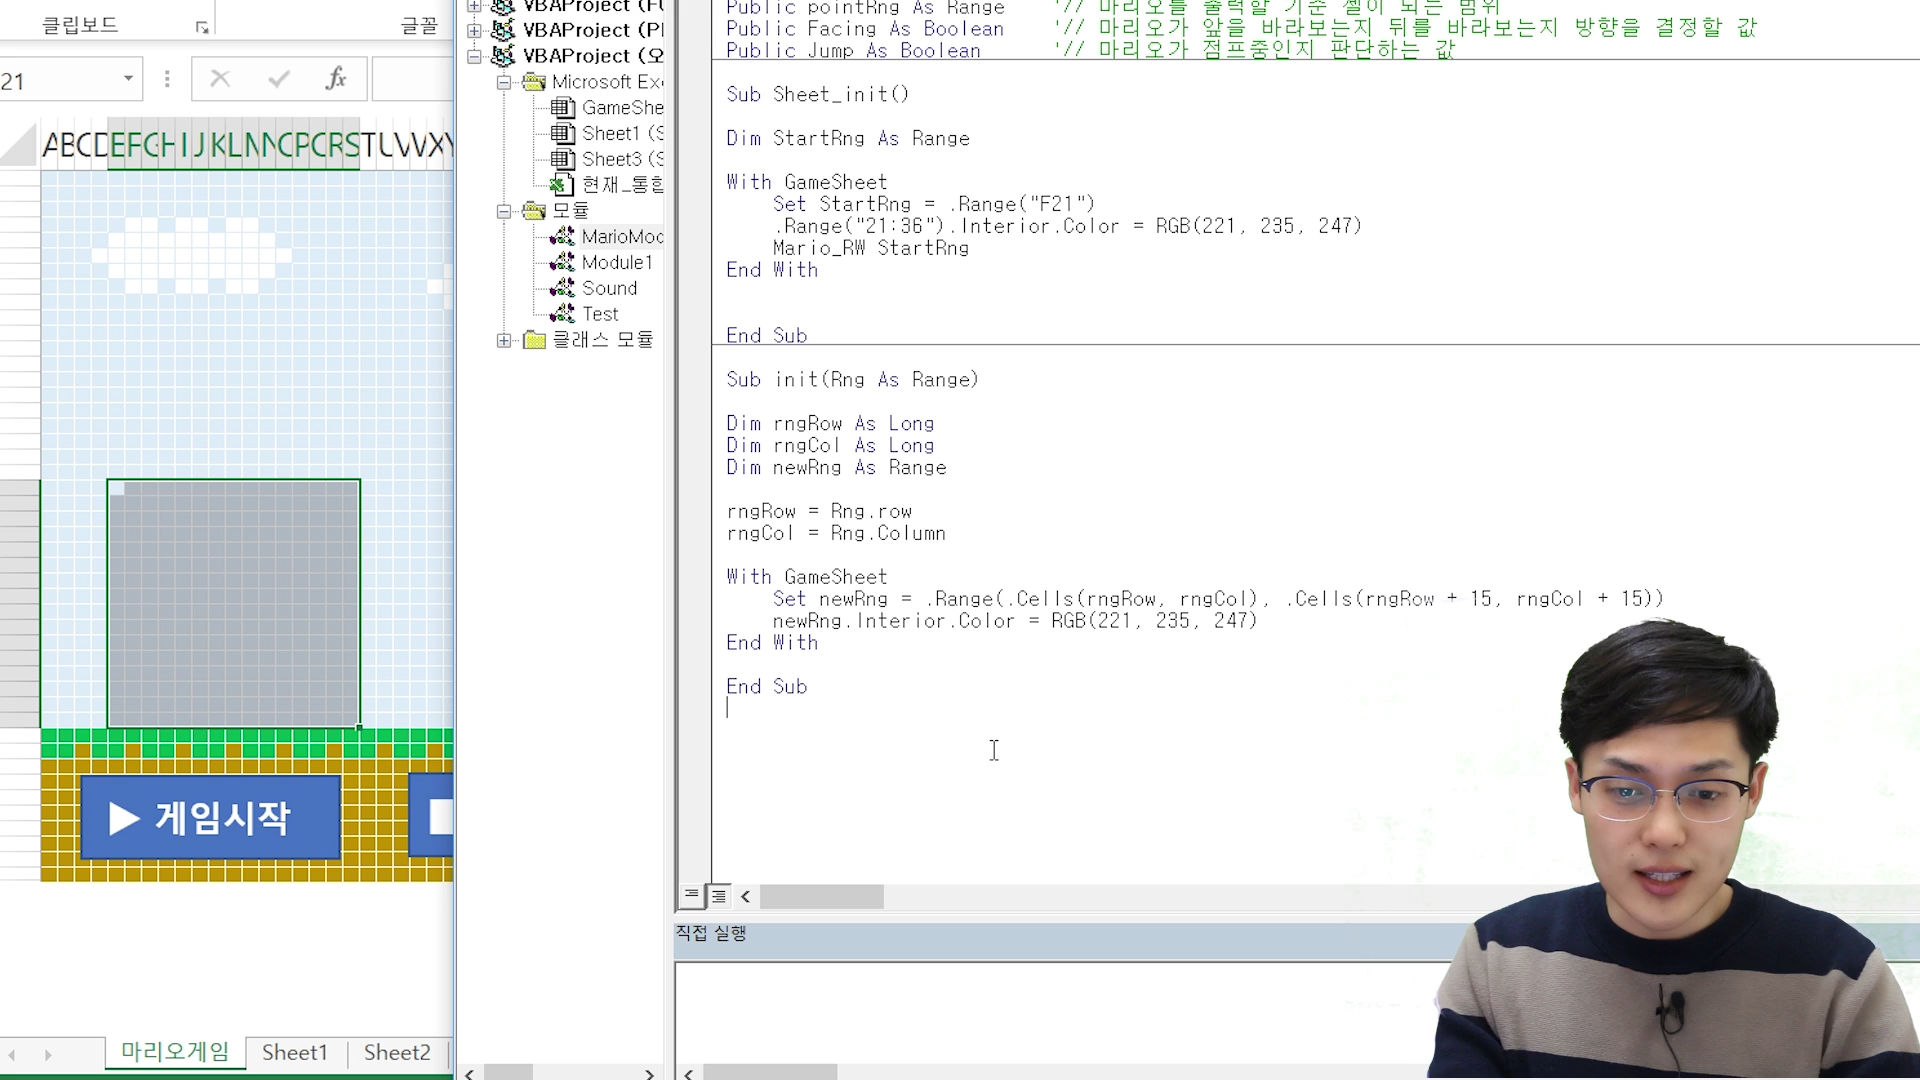 클립보드
글꼴
21
fx
ABCDEFGHIJKLMNOPQRSTUVWXY
게임시작
마리오게임
Sheet1
Sheet2
VBAProject (FU
VBAProject (Pl
VBAProject (오
Microsoft Exc
GameShe
Sheet1 (S
Sheet3 (S
현재_통합
모듈
MarioMod
Module1
Sound
Test
클래스 모듈
Public pointRng As Range '// 마리오를 출력할 기준 셀이 되는 범위
Public Facing As Boolean '// 마리오가 앞을 바라보는지 뒤를 바라보는지 방향을 결정할 값
Public Jump As Boolean '// 마리오가 점프중인지 판단하는 값
Sub Sheet_init()
Dim StartRng As Range
With GameSheet
Set StartRng = .Range("F21")
.Range("21:36").Interior.Color = RGB(221, 235, 247)
Mario_RW StartRng
End With
End Sub
Sub init(Rng As Range)
Dim rngRow As Long
Dim rngCol As Long
Dim newRng As Range
rngRow = Rng.row
rngCol = Rng.Column
With GameSheet
Set newRng = .Range(.Cells(rngRow, rngCol), .Cells(rngRow + 15, rngCol + 15))
newRng.Interior.Color = RGB(221, 235, 247)
End With
End Sub
직접 실행